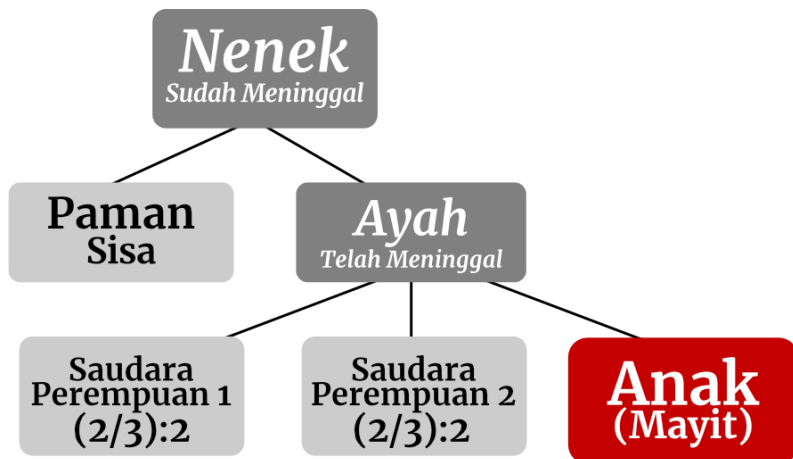 Nenek
Sudah Meninggal
Paman
Sisa
Ayah
Telah Meninggal
Saudara
Perempuan 1
(2/3):2
Saudara
Perempuan 2
(2/3):2
Anak
(Mayit)